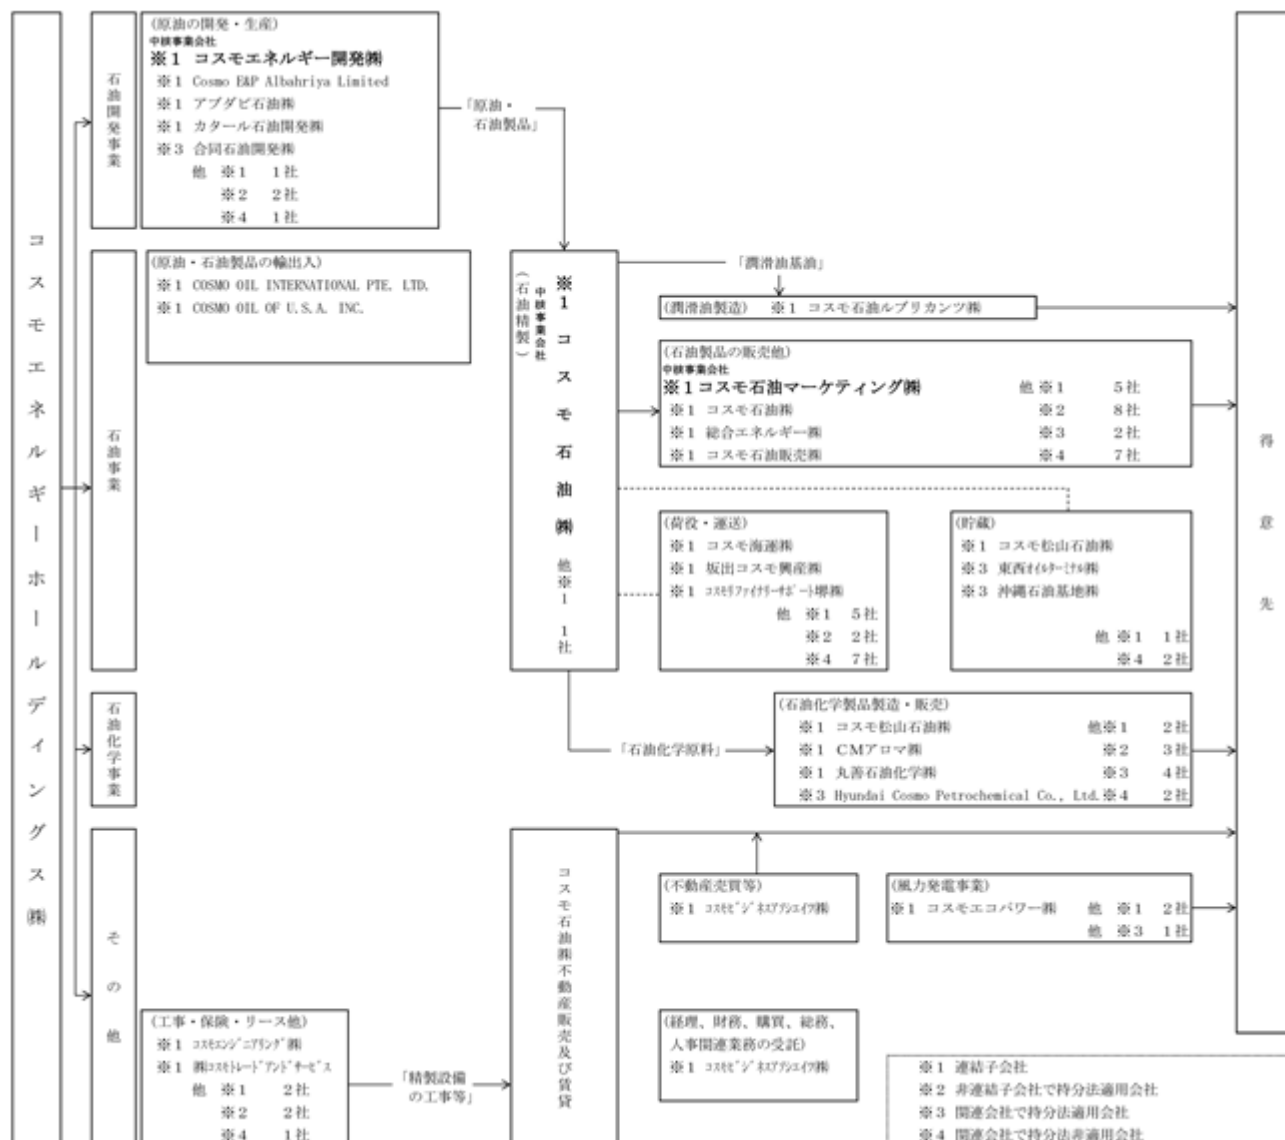 コスモエネルギーホールディングス㈱
石油開発事業
(原油の開発・生産)
中核事業会社
※1 コスモエネルギー開発㈱
※1 Cosmo E&P Albahriya Limited
※1 アブダビ石油㈱
※1 カタール石油開発㈱
※3 合同石油開発㈱
他 ※1 1社
※2 2社
※4 1社
「原油・
石油製品」
石油事業
(原油・石油製品の輸出入)
※1 COSMO OIL INTERNATIONAL PTE. LTD.
※1 COSMO OIL OF U.S.A. INC.
※1コスモ石油㈱ 他※1 1社
中核事業会社
(石油精製)
「潤滑油基油」
(潤滑油製造) ※1 コスモ石油ルブリカンツ㈱
(石油製品の販売他)
中核事業会社
※1コスモ石油マーケティング㈱ 他 ※1 5社
※1 コスモ石油㈱ ※2 8社
※1 総合エネルギー㈱ ※3 2社
※1 コスモ石油販売㈱ ※4 7社
(荷役・運送)
※1 コスモ海運㈱
※1 坂出コスモ興産㈱
※1 ｺｽﾓﾘﾌｧｲﾅﾘｰｻﾎﾟｰﾄ堺㈱
他 ※1 5社
※2 2社
※4 7社
(貯蔵)
※1 コスモ松山石油㈱
※3 東西ｵｲﾙﾀｰﾐﾅﾙ㈱
※3 沖縄石油基地㈱
他 ※1 1社
※4 2社
石油化学事業
「石油化学原料」
(石油化学製品製造・販売)
※1 コスモ松山石油㈱ 他※1 2社
※1 CMアロマ㈱ ※2 3社
※1 丸善石油化学㈱ ※3 4社
※3 Hyundai Cosmo Petrochemical Co., Ltd. ※4 2社
その他
(工事・保険・リース他)
※1 ｺｽﾓｴﾝｼﾞﾆｱﾘﾝｸﾞ㈱
※1 ㈱ｺｽﾓﾄﾚｰﾄﾞｱﾝﾄﾞｻｰﾋﾞｽ
他 ※1 2社
※2 2社
※4 1社
「精製設備
の工事等」
コスモ石油㈱不動産販売及び賃貸
(不動産売買等)
※1 ｺｽﾓﾋﾞｼﾞﾈｽｱｿｼｴｲﾂ㈱
(風力発電事業)
※1 コスモエコパワー㈱ 他 ※1 2社
他 ※3 1社
(経理、財務、購買、総務、
人事関連業務の受託)
※1 ｺｽﾓﾋﾞｼﾞﾈｽｱｿｼｴｲﾂ㈱
得意先
※1 連結子会社
※2 非連結子会社で持分法適用会社
※3 関連会社で持分法適用会社
※4 関連会社で持分法非適用会社